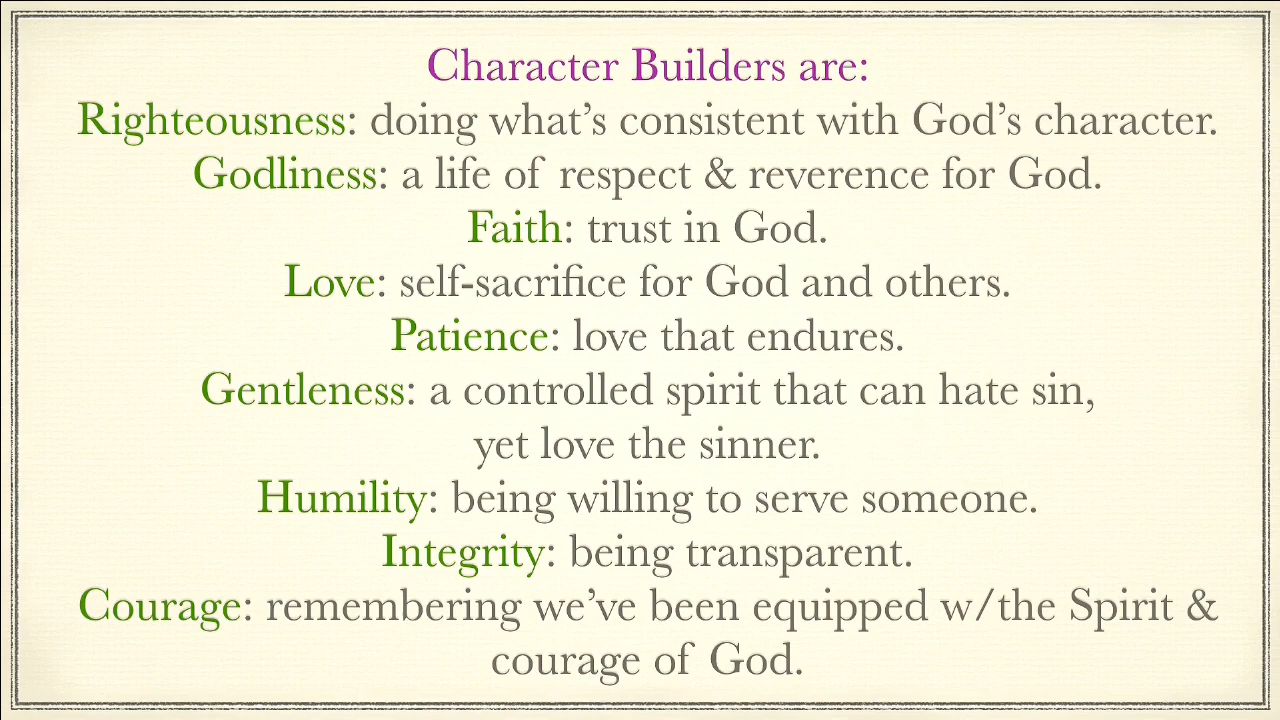 Character Builders are:
Righteousness: doing what’s consistent with God’s character.
Godliness: a life of respect & reverence for God.
Faith: trust in God.
Love: self-sacrifice for God and others.
Patience: love that endures.
Gentleness: a controlled spirit that can hate sin,
yet love the sinner.
Humility: being willing to serve someone.
Integrity: being transparent.
Courage: remembering we’ve been equipped w/the Spirit &
courage of God.